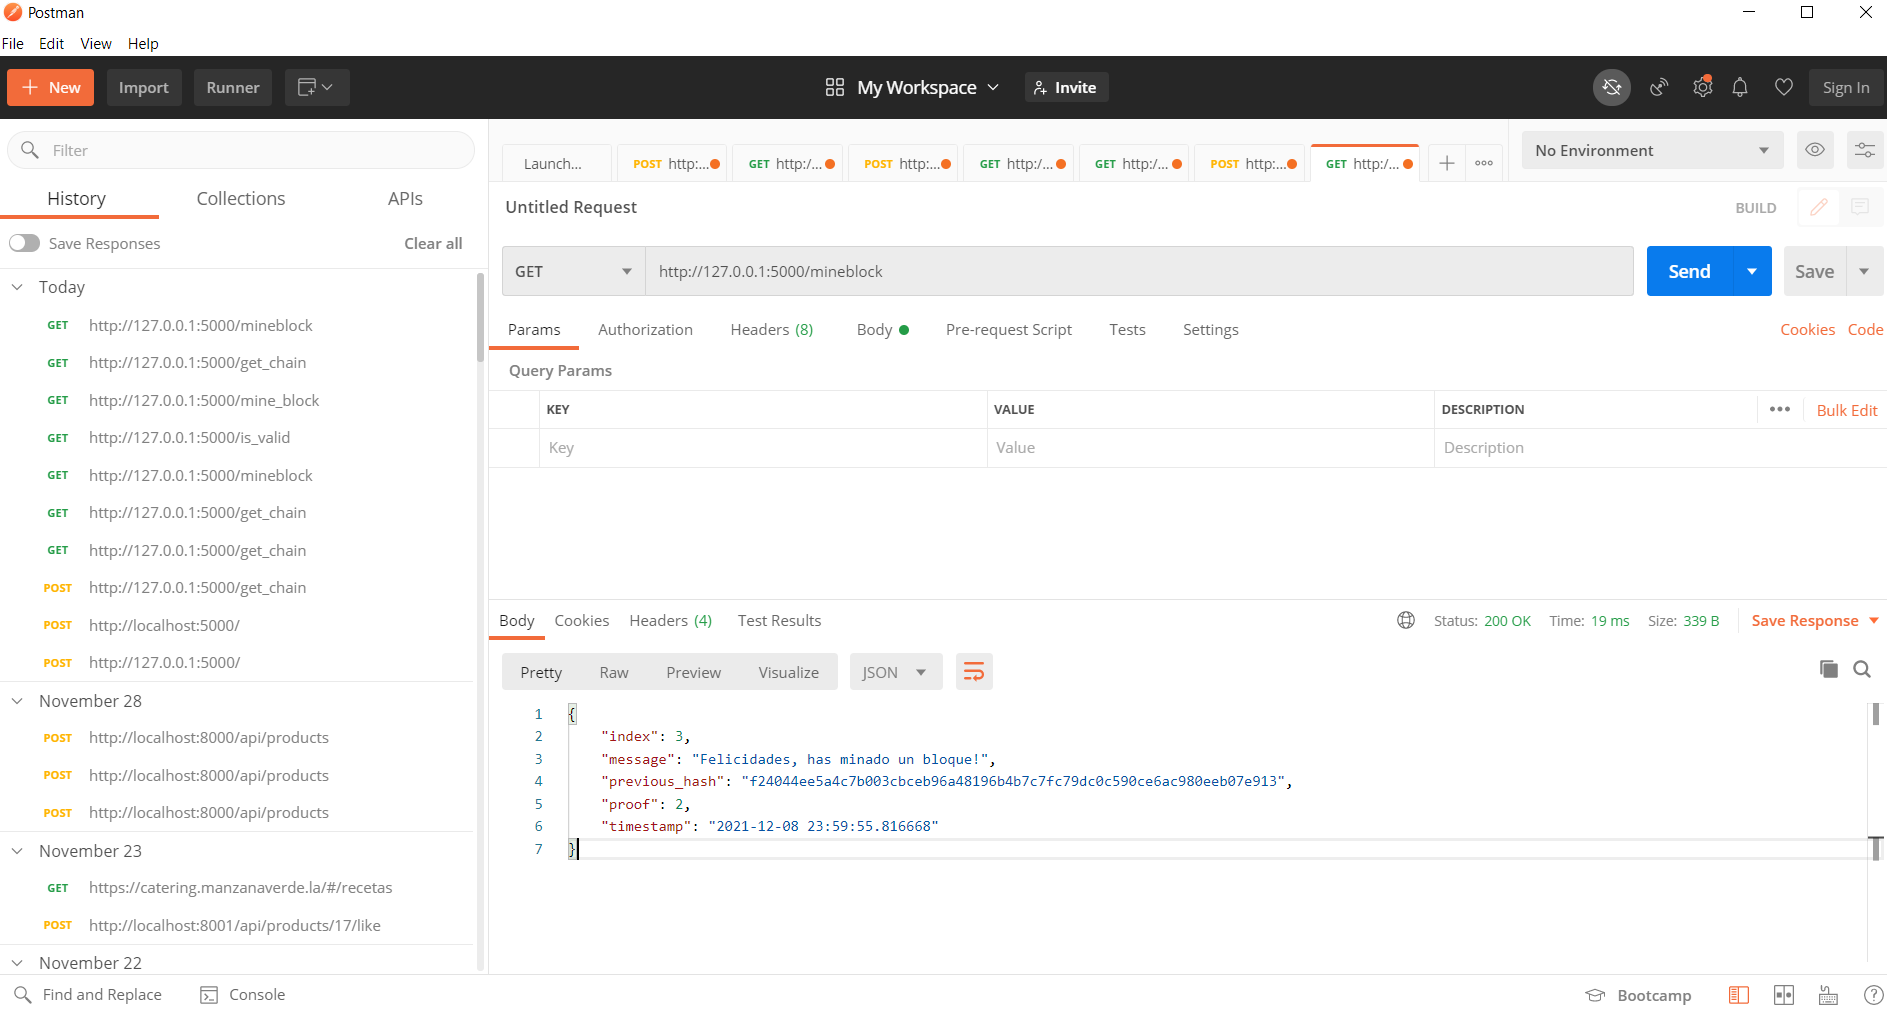 Postman
File Edit View Help
New Import Runner My Workspace Invite Sign In
Filter
History Collections APIs
Save Responses Clear all
Today
GET http://127.0.0.1:5000/mineblock
GET http://127.0.0.1:5000/get_chain
GET http://127.0.0.1:5000/mine_block
GET http://127.0.0.1:5000/is_valid
GET http://127.0.0.1:5000/mineblock
GET http://127.0.0.1:5000/get_chain
GET http://127.0.0.1:5000/get_chain
POST http://127.0.0.1:5000/get_chain
POST http://localhost:5000/
POST http://127.0.0.1:5000/
November 28
POST http://localhost:8000/api/products
POST http://localhost:8000/api/products
POST http://localhost:8000/api/products
November 23
GET https://catering.manzanaverde.la/#/recetas
POST http://localhost:8001/api/products/17/like
November 22
Launch... POST http:... GET http:/... POST http:... GET http:/... GET http:/... POST http:... GET http:/... No Environment
Untitled Request BUILD
GET http://127.0.0.1:5000/mineblock Send Save
Params Authorization Headers (8) Body Pre-request Script Tests Settings Cookies Code
Query Params
KEY VALUE DESCRIPTION Bulk Edit
Key Value Description
Body Cookies Headers (4) Test Results Status: 200 OK Time: 19 ms Size: 339 B Save Response
Pretty Raw Preview Visualize JSON
1 {
2 "index": 3,
3 "message": "Felicidades, has minado un bloque!",
4 "previous_hash": "f24044ee5a4c7b003cbceb96a48196b4b7c7fc79dc0c590ce6ac980eeb07e913",
5 "proof": 2,
6 "timestamp": "2021-12-08 23:59:55.816668"
7 }
Find and Replace Console Bootcamp